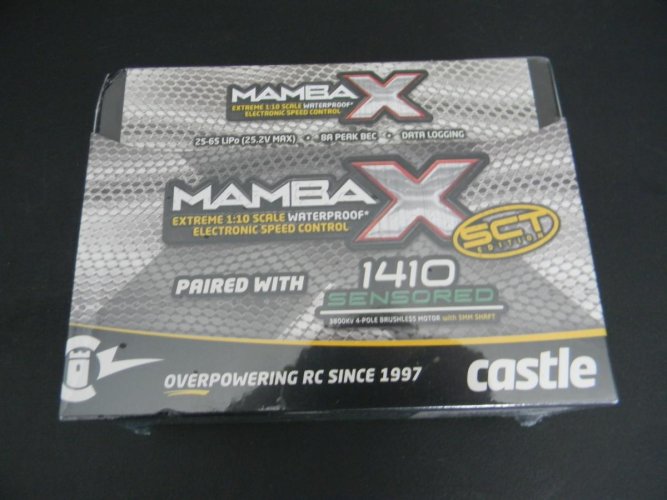 MAMBA X
EXTREME 1:10 SCALE WATERPROOF*
ELECTRONIC SPEED CONTROL
2S-6S LiPo (25.2V MAX) • 8A PEAK BEC • DATA LOGGING
MAMBA X
EXTREME 1:10 SCALE WATERPROOF*
ELECTRONIC SPEED CONTROL
SCT
EDITION
PAIRED WITH
1410
SENSORED
3800Kv 4-POLE BRUSHLESS MOTOR with 5MM SHAFT
OVERPOWERING RC SINCE 1997
castle